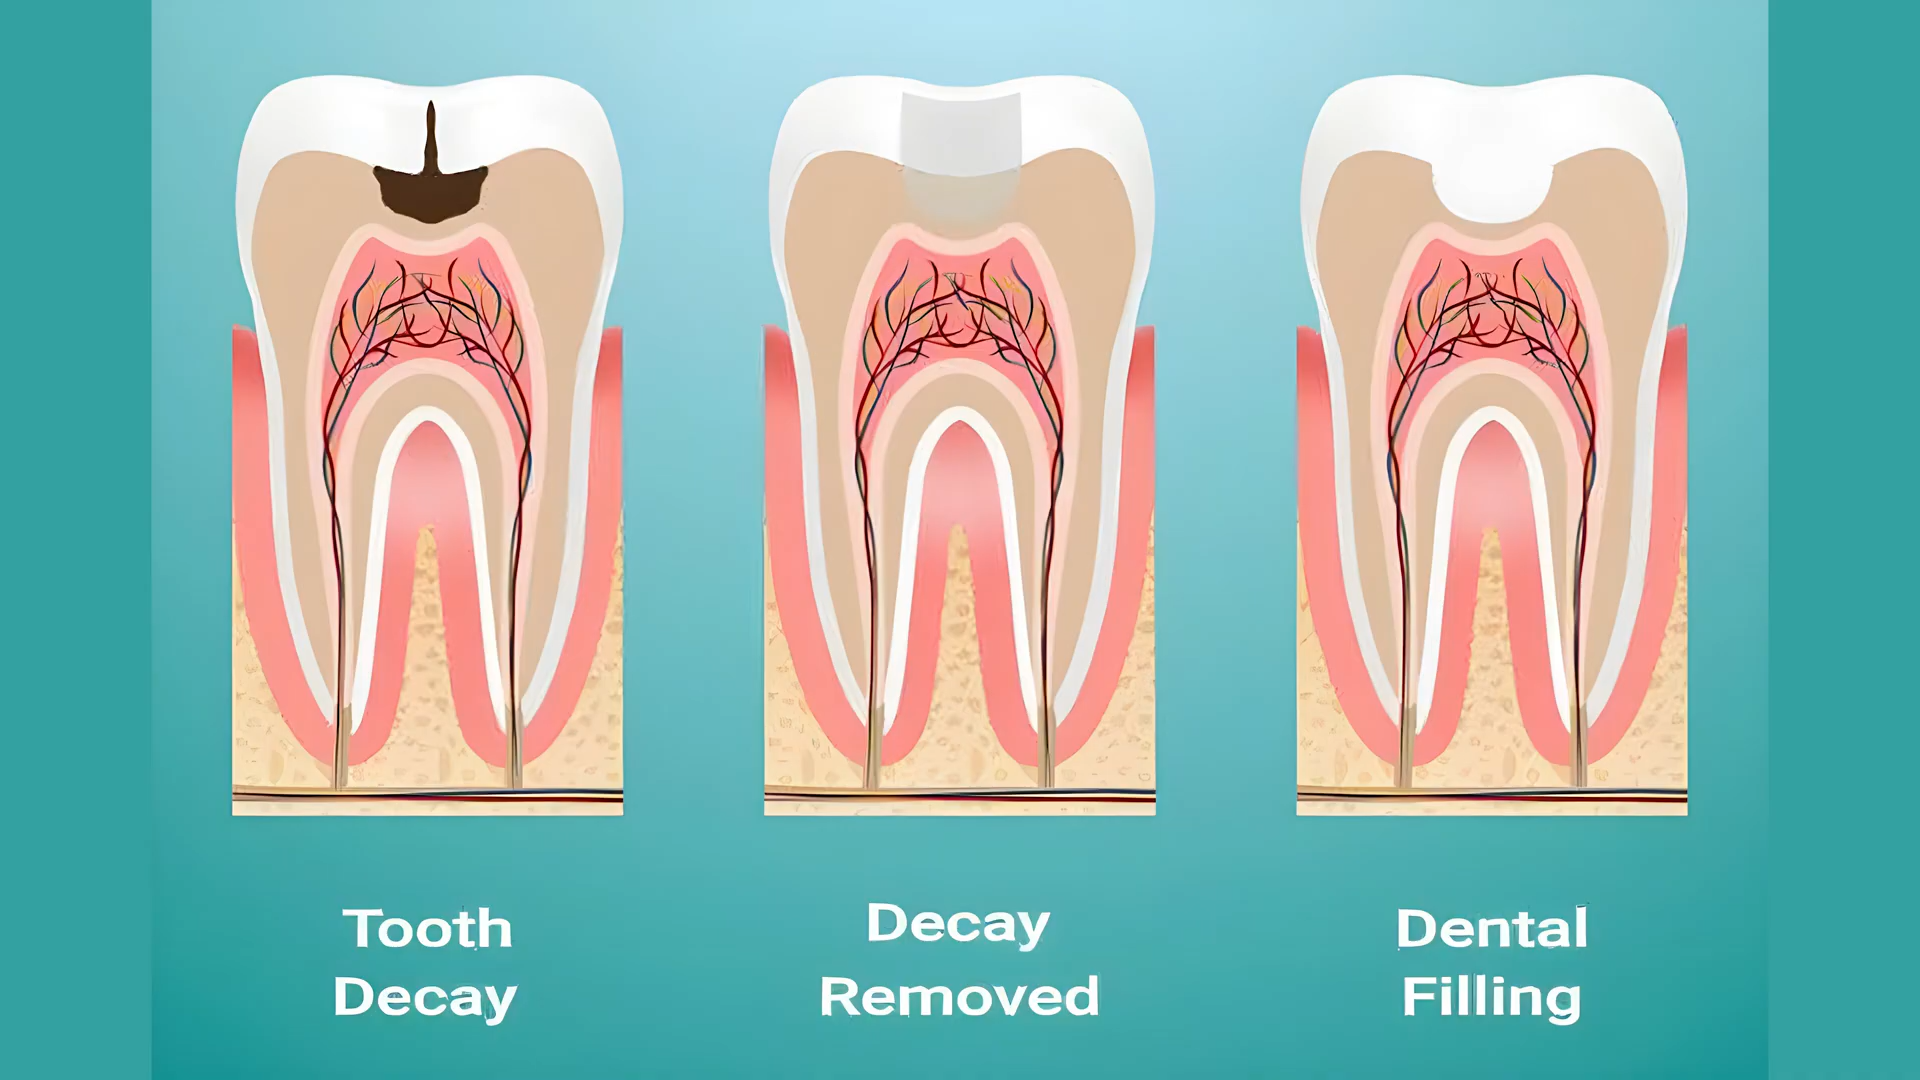 Tooth
Decay
Decay
Removed
Dental
Filling